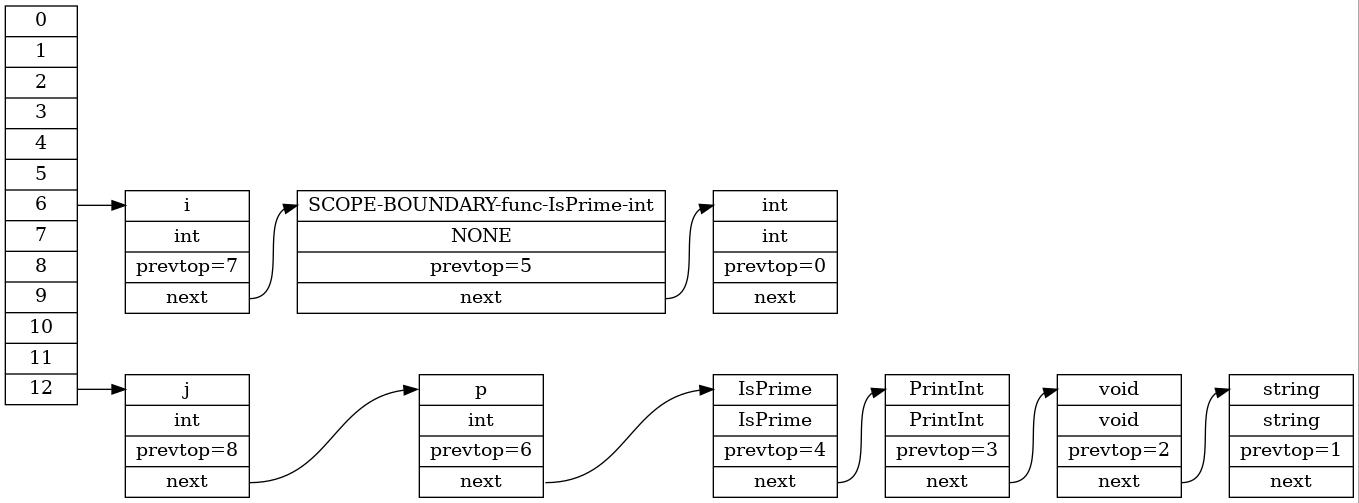 0
1
2
3
4
5
6
7
8
9
10
11
12
i
int
prevtop=7
next
SCOPE-BOUNDARY-func-IsPrime-int
NONE
prevtop=5
next
int
int
prevtop=0
next
j
int
prevtop=8
next
p
int
prevtop=6
next
IsPrime
IsPrime
prevtop=4
next
PrintInt
PrintInt
prevtop=3
next
void
void
prevtop=2
next
string
string
prevtop=1
next